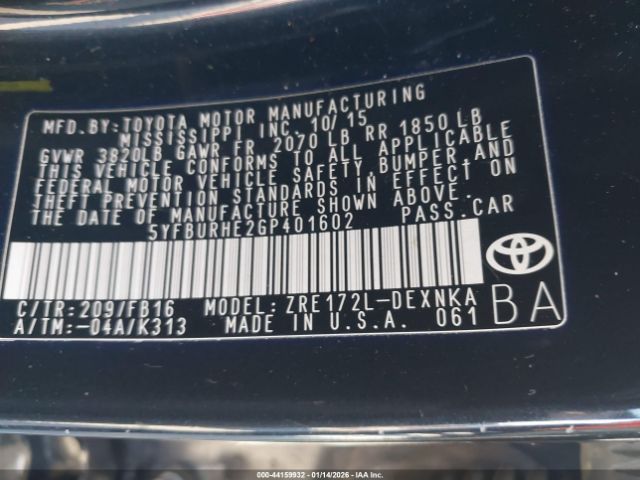 MFD.BY:TOYOTA MOTOR MANUFACTURING
MISSISSIPPI INC. 10/15
GVWR 3820LB GAWR FR 2070 LB RR 1850 LB
THIS VEHICLE CONFORMS TO ALL APPLICABLE
FEDERAL MOTOR VEHICLE SAFETY,BUMPER,AND
THEFT PREVENTION STANDARDS IN EFFECT ON
THE DATE OF MANUFACTURE SHOWN ABOVE.
5YFBURHE2GP401602 PASS.CAR
C/TR:209/FB16 MODEL:ZRE172L-DEXNKA
A/TM:-04A/K313 MADE IN U.S.A. 061
BA
000-44159932 - 01/14/2026 - IAA Inc.